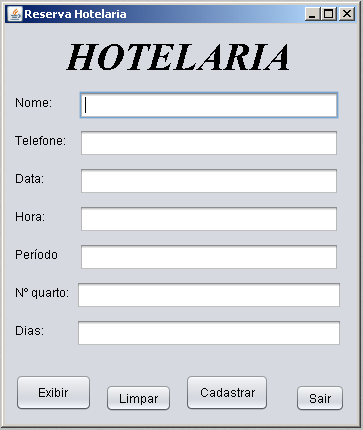 Reserva Hotelaria
HOTELARIA
Nome:
Telefone:
Data:
Hora:
Período
Nº quarto:
Dias:
Exibir
Limpar
Cadastrar
Sair